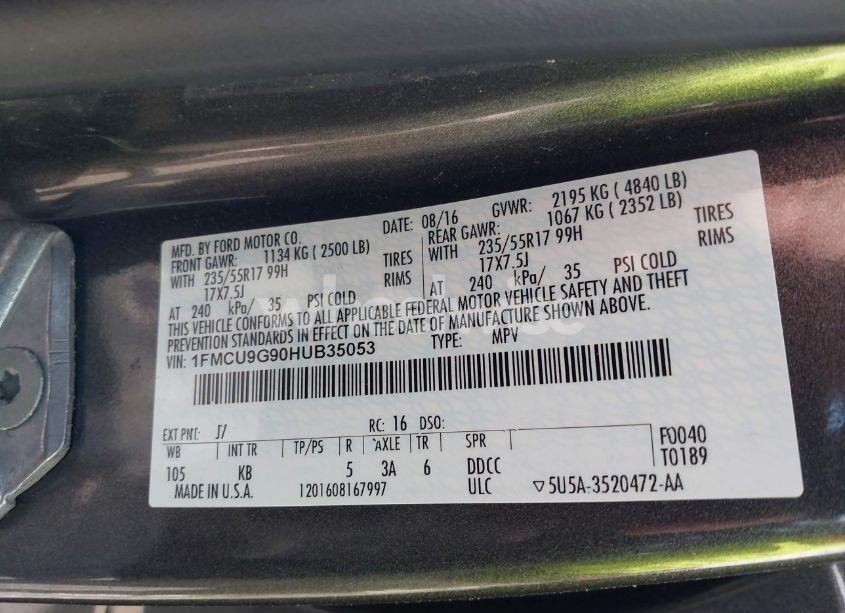 MFD. BY FORD MOTOR CO. DATE: 08/16 GVWR: 2195 KG ( 4840 LB)
FRONT GAWR: 1134 KG ( 2500 LB) REAR GAWR: 1067 KG ( 2352 LB)
WITH 235/55R17 99H TIRES WITH 235/55R17 99H TIRES
17X7.5J RIMS 17X7.5J RIMS
AT 240 kPa/ 35 PSI COLD AT 240 kPa/ 35 PSI COLD
THIS VEHICLE CONFORMS TO ALL APPLICABLE FEDERAL MOTOR VEHICLE SAFETY AND THEFT
PREVENTION STANDARDS IN EFFECT ON THE DATE OF MANUFACTURE SHOWN ABOVE.
VIN: 1FMCU9G90HUB35053 TYPE: MPV
EXT PNT: J7 RC: 16 DSO:
WB INT TR TP/PS R AXLE TR SPR F0040
105 KB 5 3A 6 DDCC T0189
MADE IN U.S.A. 1201608167997 ULC ▽5U5A-3520472-AA